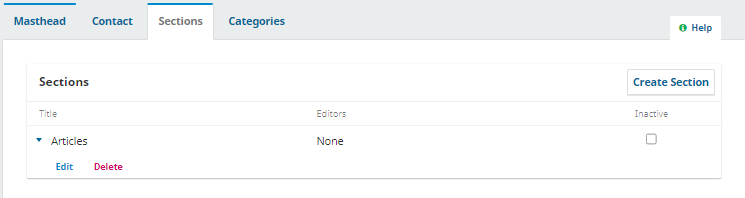 Masthead Contact Sections Categories
Help
Sections Create Section
Title Editors Inactive
Articles None
Edit Delete